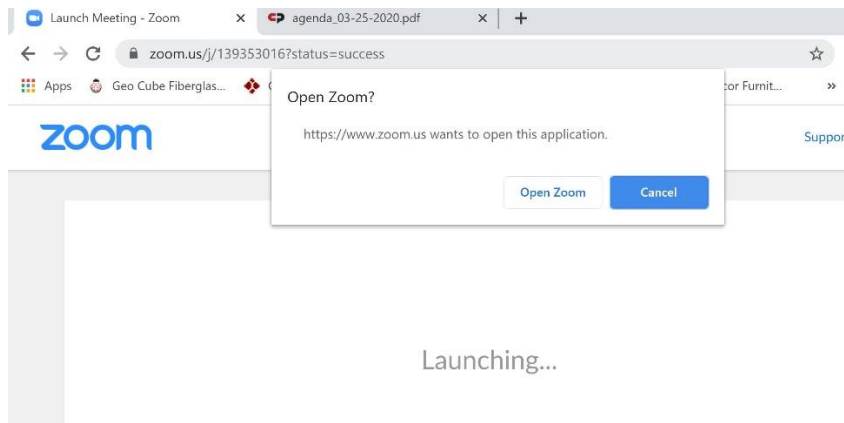 Launch Meeting - Zoom
agenda_03-25-2020.pdf
zoom.us/j/139353016?status=success
Apps
Geo Cube Fiberglas...
cor Furnit...
Open Zoom?
https://www.zoom.us wants to open this application.
Open Zoom
Cancel
zoom
Suppor
Launching...